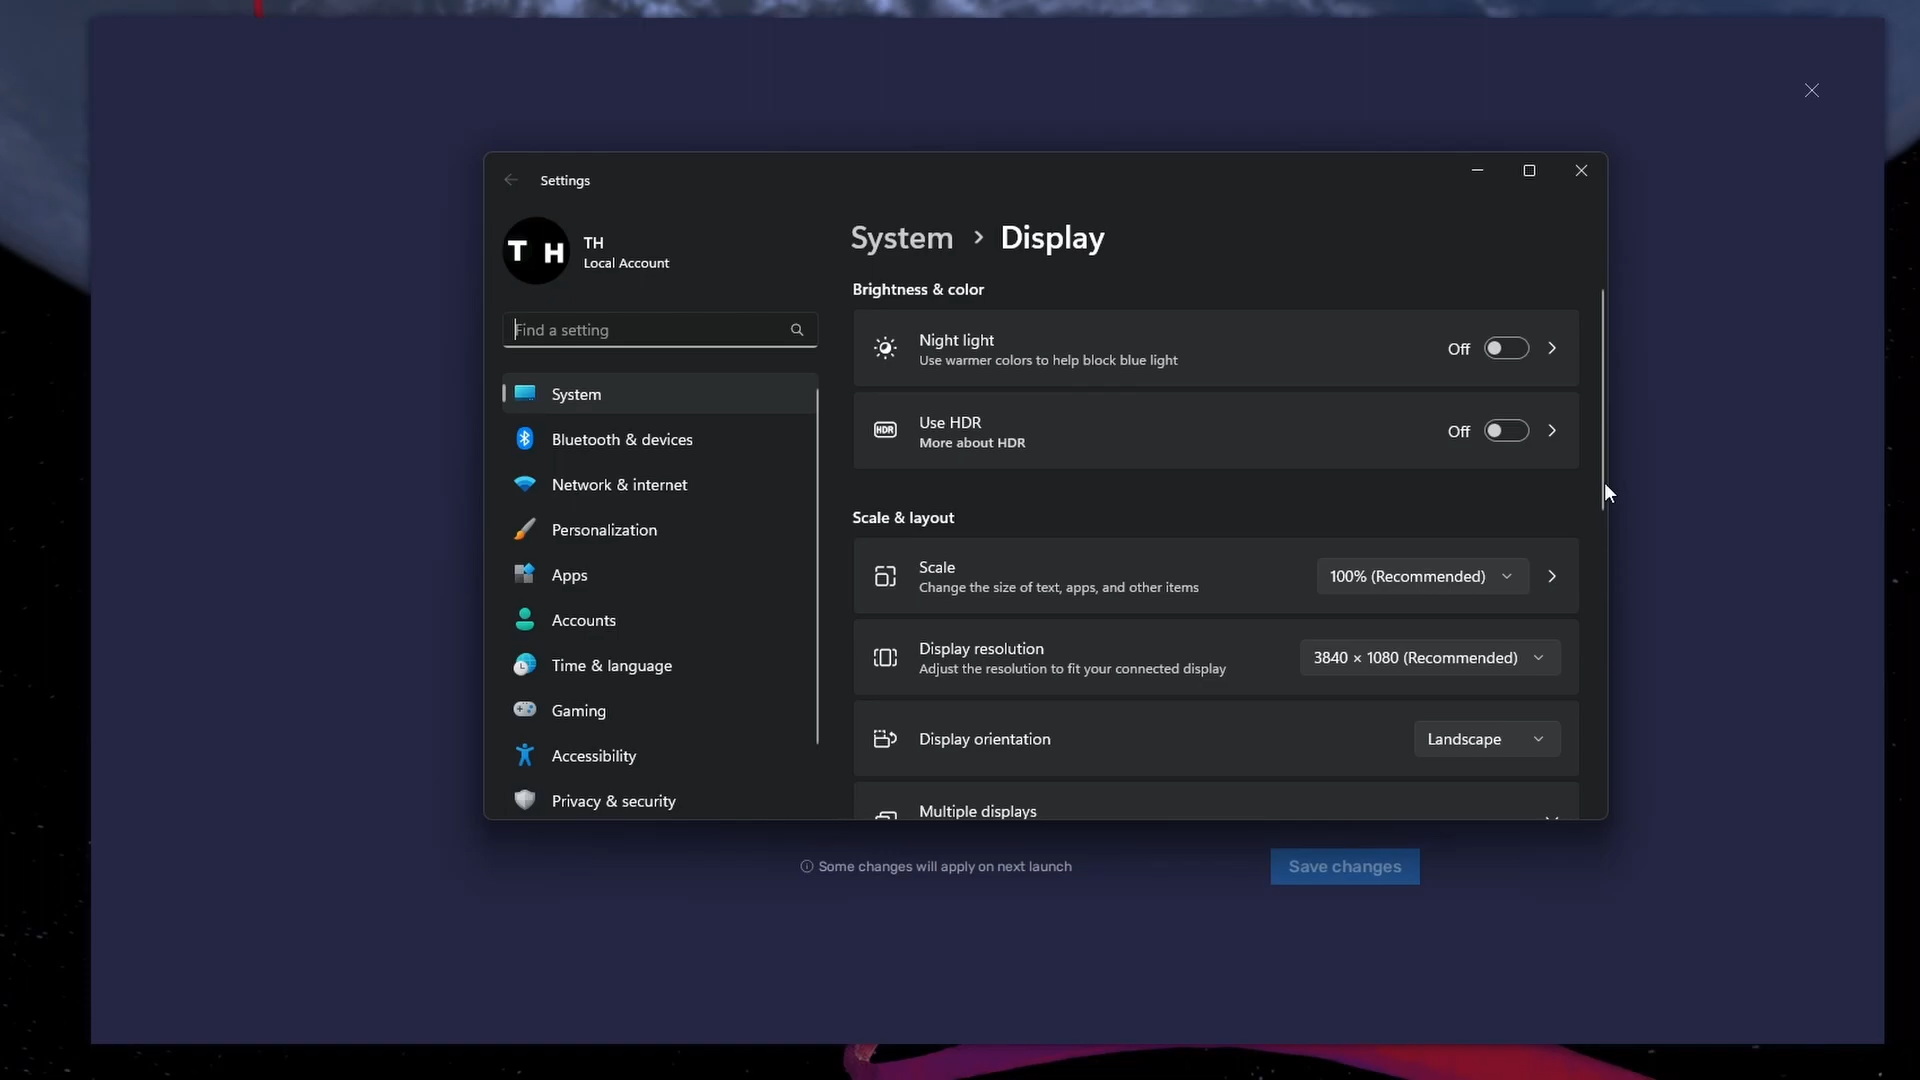 Settings
T H
TH
Local Account
Find a setting
System
Bluetooth & devices
Network & internet
Personalization
Apps
Accounts
Time & language
Gaming
Accessibility
Privacy & security
System > Display
Brightness & color
Night light
Use warmer colors to help block blue light
Off
HDR
Use HDR
More about HDR
Off
Scale & layout
Scale
Change the size of text, apps, and other items
100% (Recommended)
Display resolution
Adjust the resolution to fit your connected display
3840 × 1080 (Recommended)
Display orientation
Landscape
Multiple displays
Some changes will apply on next launch
Save changes